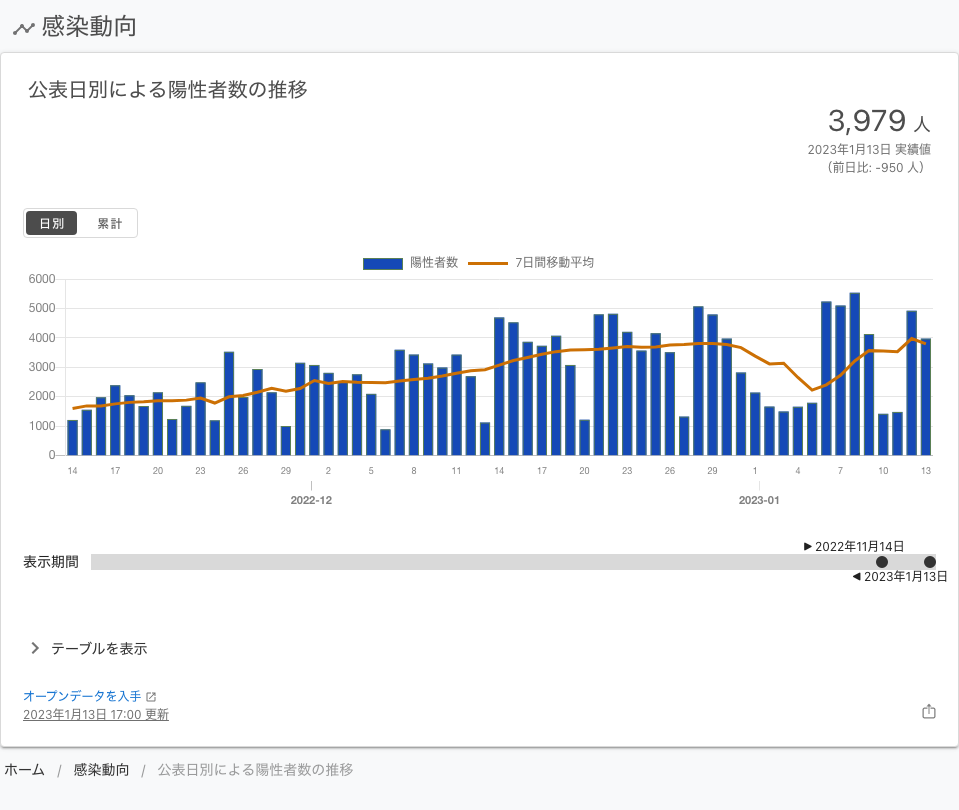 感染動向
公表日別による陽性者数の推移
3,979 人
2023年1月13日 実績値
（前日比: -950 人）
日別 累計
陽性者数 7日間移動平均
6000
5000
4000
3000
2000
1000
0
14 17 20 23 26 29 2 5 8 11 14 17 20 23 26 29 1 4 7 10 13
2022-12 2023-01
2022年11月14日
表示期間
2023年1月13日
テーブルを表示
オープンデータを入手
2023年1月13日 17:00 更新
ホーム / 感染動向 / 公表日別による陽性者数の推移